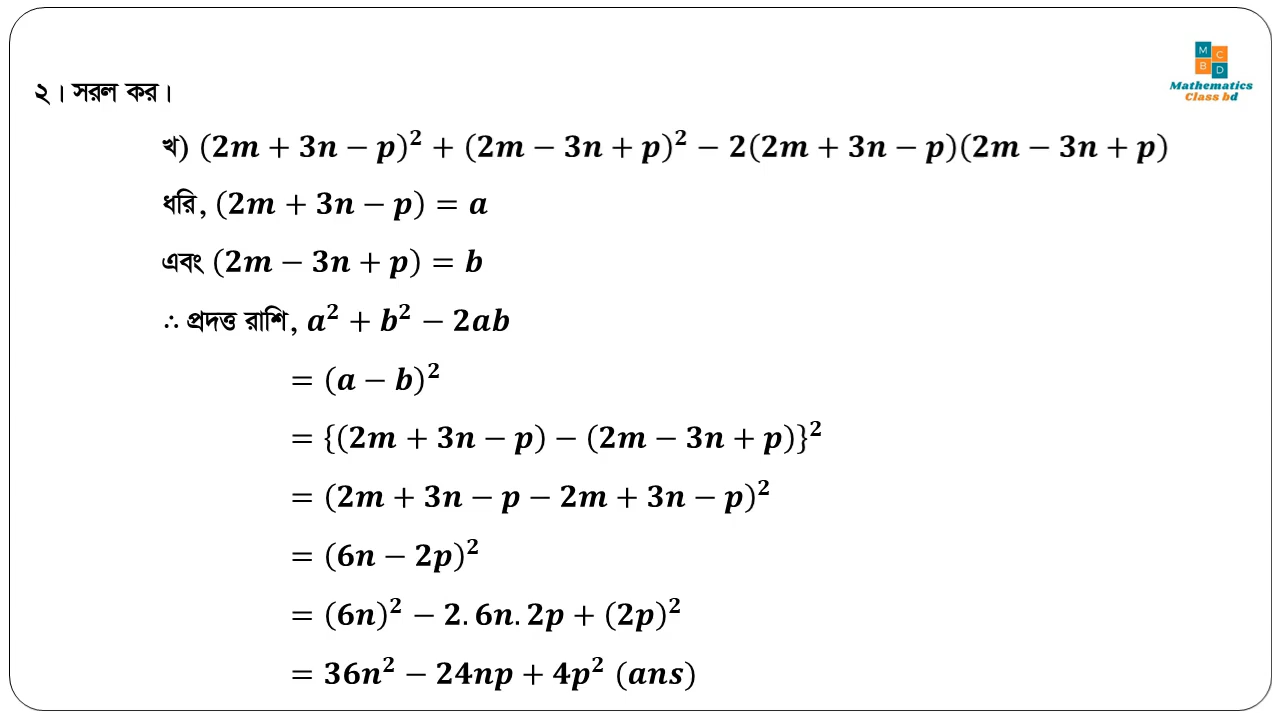 M C
B D
Mathematics
Class bd
২। সরল কর।
খ) (2m + 3n − p)² + (2m − 3n + p)² − 2(2m + 3n − p)(2m − 3n + p)
ধরি, (2m + 3n − p) = a
এবং (2m − 3n + p) = b
∴ প্রদত্ত রাশি, a² + b² − 2ab
= (a − b)²
= {(2m + 3n − p) − (2m − 3n + p)}²
= (2m + 3n − p − 2m + 3n − p)²
= (6n − 2p)²
= (6n)² − 2.6n.2p + (2p)²
= 36n² − 24np + 4p² (ans)